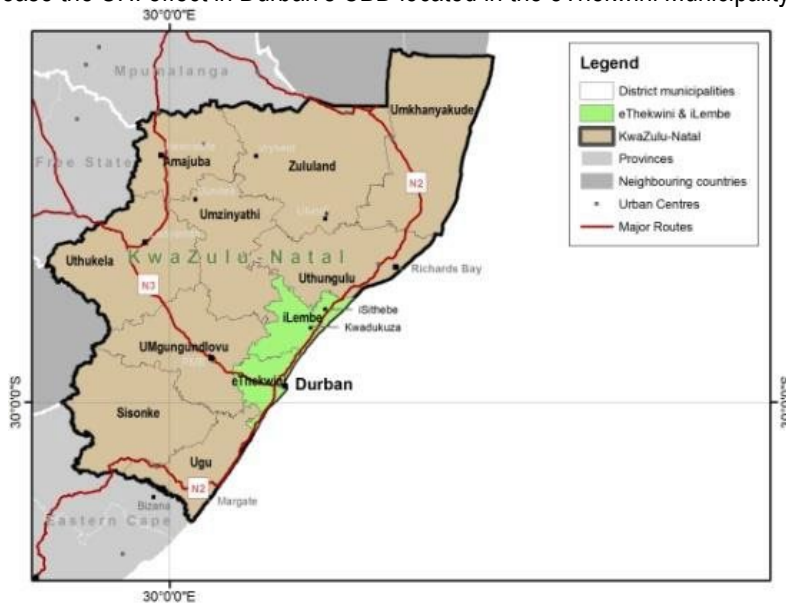 ease the UHI effect in Durban's CBD located in the eThekwini Municipality
30°0'0"E
Mpumalanga
Free State
Amajuba
Zululand
Umkhanyakude
N2
Umzinyathi
Uthukela
KwaZulu-Natal
Richards Bay
Uthungulu
N3
iLembe
iSithebe
Kwadukuza
UMgungundlovu
eThekwini
Durban
30°0'0"S
30°0'0"S
Sisonke
Ugu
N2
Bizana
Margate
Eastern Cape
30°0'0"E
Legend
District municipalities
eThekwini & iLembe
KwaZulu-Natal
Provinces
Neighbouring countries
Urban Centres
Major Routes